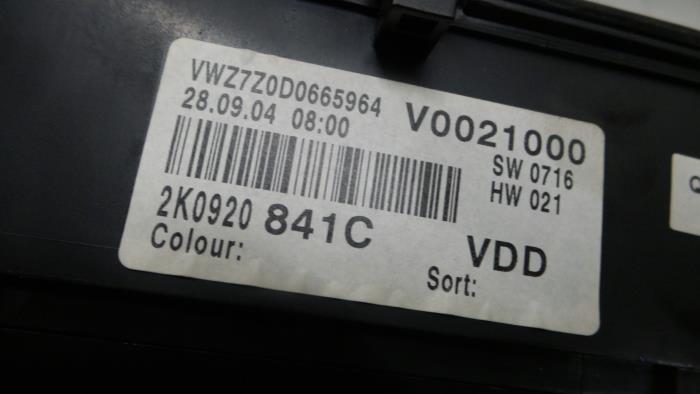 VWZ7Z0D0665964 V0021000
28.09.04 08:00
SW 0716
HW 021
2K0920 841C VDD
Colour: Sort: